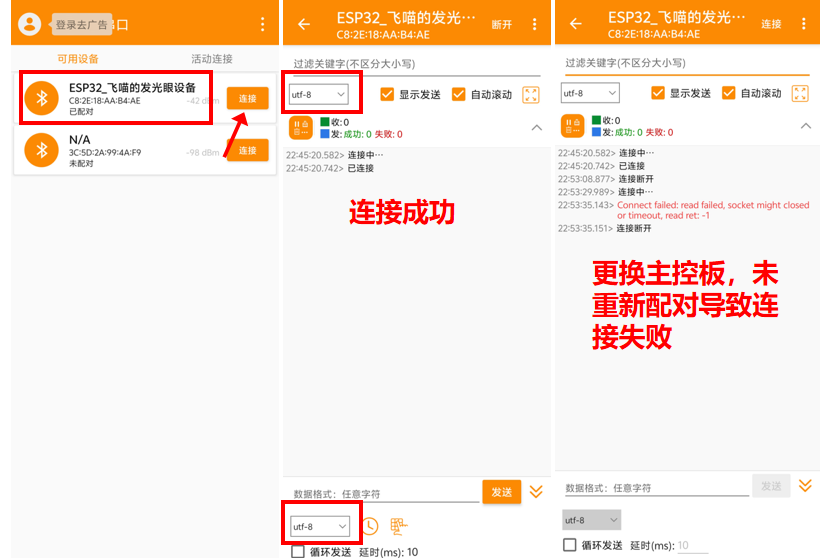 登录去广告
串口
可用设备
活动连接
ESP32_飞喵的发光眼设备
C8:2E:18:AA:B4:AE
-42 dBm
已配对
连接
N/A
3C:5D:2A:99:4A:F9
-98 dBm
未配对
连接
ESP32_飞喵的发光…
C8:2E:18:AA:B4:AE
断开
过滤关键字(不区分大小写)
utf-8
显示发送
自动滚动
收: 0
发: 成功: 0 失败: 0
22:45:20.582> 连接中…
22:45:20.742> 已连接
连接成功
数据格式：任意字符
发送
utf-8
循环发送 延时(ms): 10
ESP32_飞喵的发光…
C8:2E:18:AA:B4:AE
连接
过滤关键字(不区分大小写)
utf-8
显示发送
自动滚动
收: 0
发: 成功: 0 失败: 0
22:45:20.582> 连接中…
22:45:20.742> 已连接
22:53:08.877> 连接断开
22:53:29.989> 连接中…
22:53:35.143> Connect failed: read failed, socket might closed
or timeout, read ret: -1
22:53:35.151> 连接断开
更换主控板，未
重新配对导致连
接失败
数据格式：任意字符
发送
utf-8
循环发送 延时(ms): 10